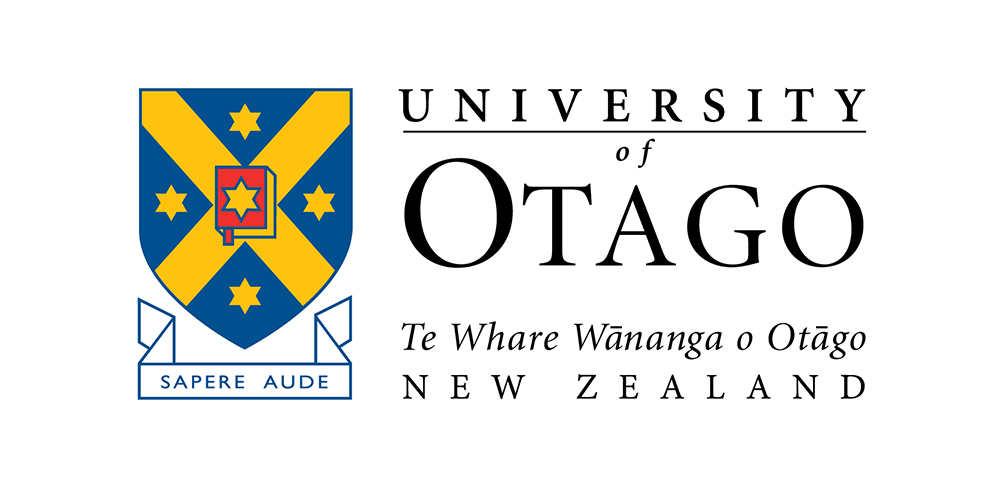 UNIVERSITY
of
OTAGO
Te Whare Wānanga o Otāgo
NEW ZEALAND
SAPERE AUDE